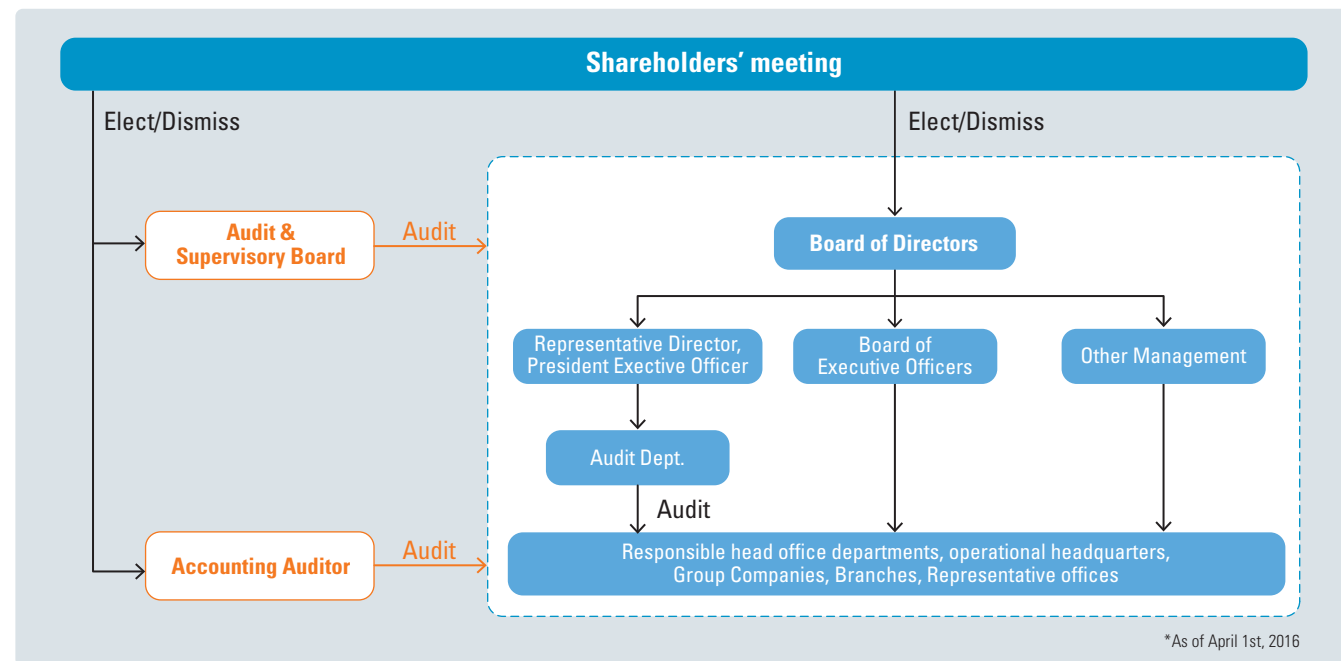 Shareholders’ meeting
Elect/Dismiss
Elect/Dismiss
Audit &
Supervisory Board
Audit
Board of Directors
Representative Director,
President Exective Officer
Board of
Executive Officers
Other Management
Audit Dept.
Audit
Accounting Auditor
Audit
Responsible head office departments, operational headquarters,
Group Companies, Branches, Representative offices
*As of April 1st, 2016